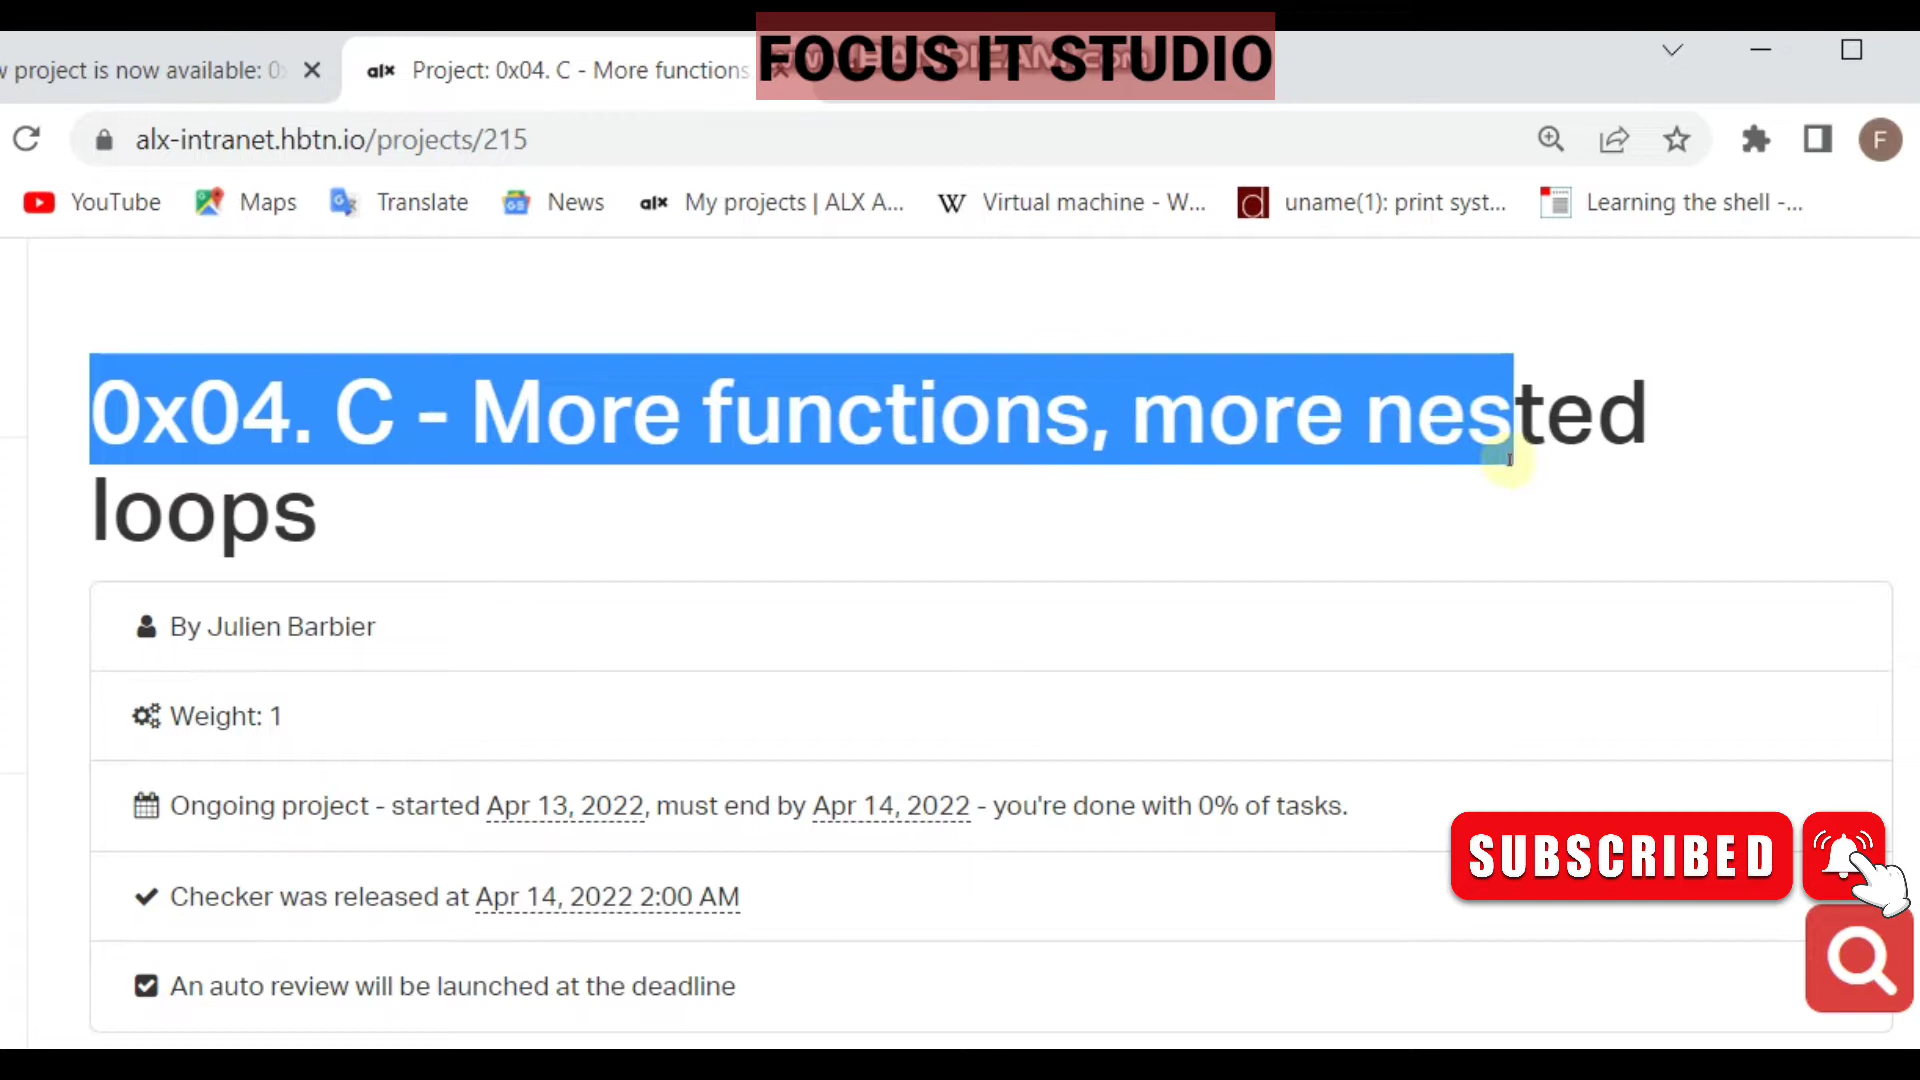 FOCUS IT STUDIO
project is now available: 0
alx Project: 0x04. C - More functions
alx-intranet.hbtn.io/projects/215
F
YouTube Maps Translate News alx My projects | ALX A... W Virtual machine - W... uname(1): print syst... Learning the shell -...
0x04. C - More functions, more nested
loops
By Julien Barbier
Weight: 1
Ongoing project - started Apr 13, 2022, must end by Apr 14, 2022 - you're done with 0% of tasks.
SUBSCRIBED
Checker was released at Apr 14, 2022 2:00 AM
An auto review will be launched at the deadline